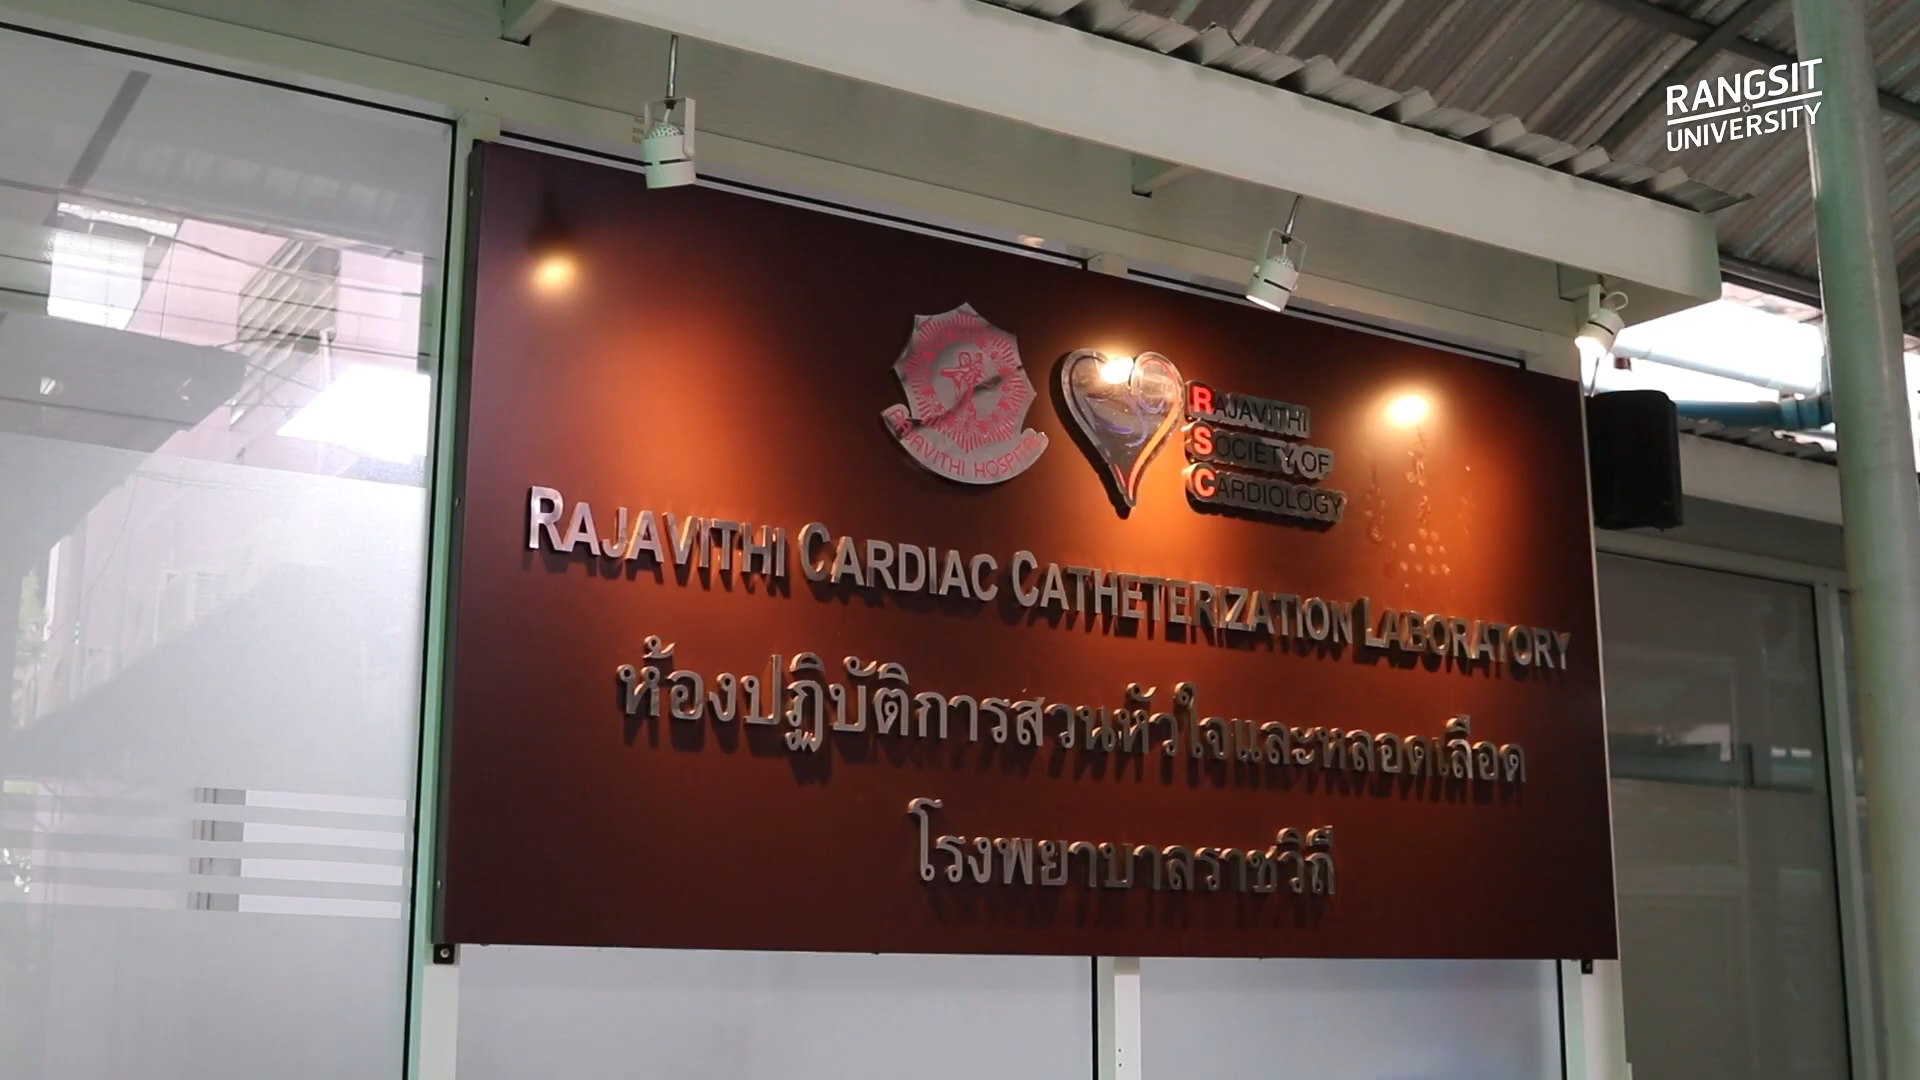 RANGSIT
UNIVERSITY
RAJAVITHI HOSPITAL
RAJAVITHI
SOCIETY OF
CARDIOLOGY
RAJAVITHI CARDIAC CATHETERIZATION LABORATORY
ห้องปฏิบัติการสวนหัวใจและหลอดเลือด
โรงพยาบาลราชวิถี